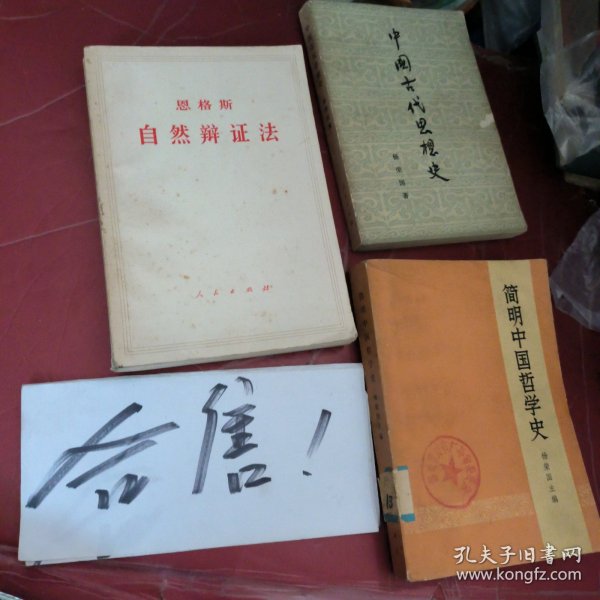 恩格斯
自然辩证法
人民出版社
中国古代思想史
杨荣国著
简明中国哲学史
杨荣国主编
合售！
孔夫子旧书网
www.kongfz.com